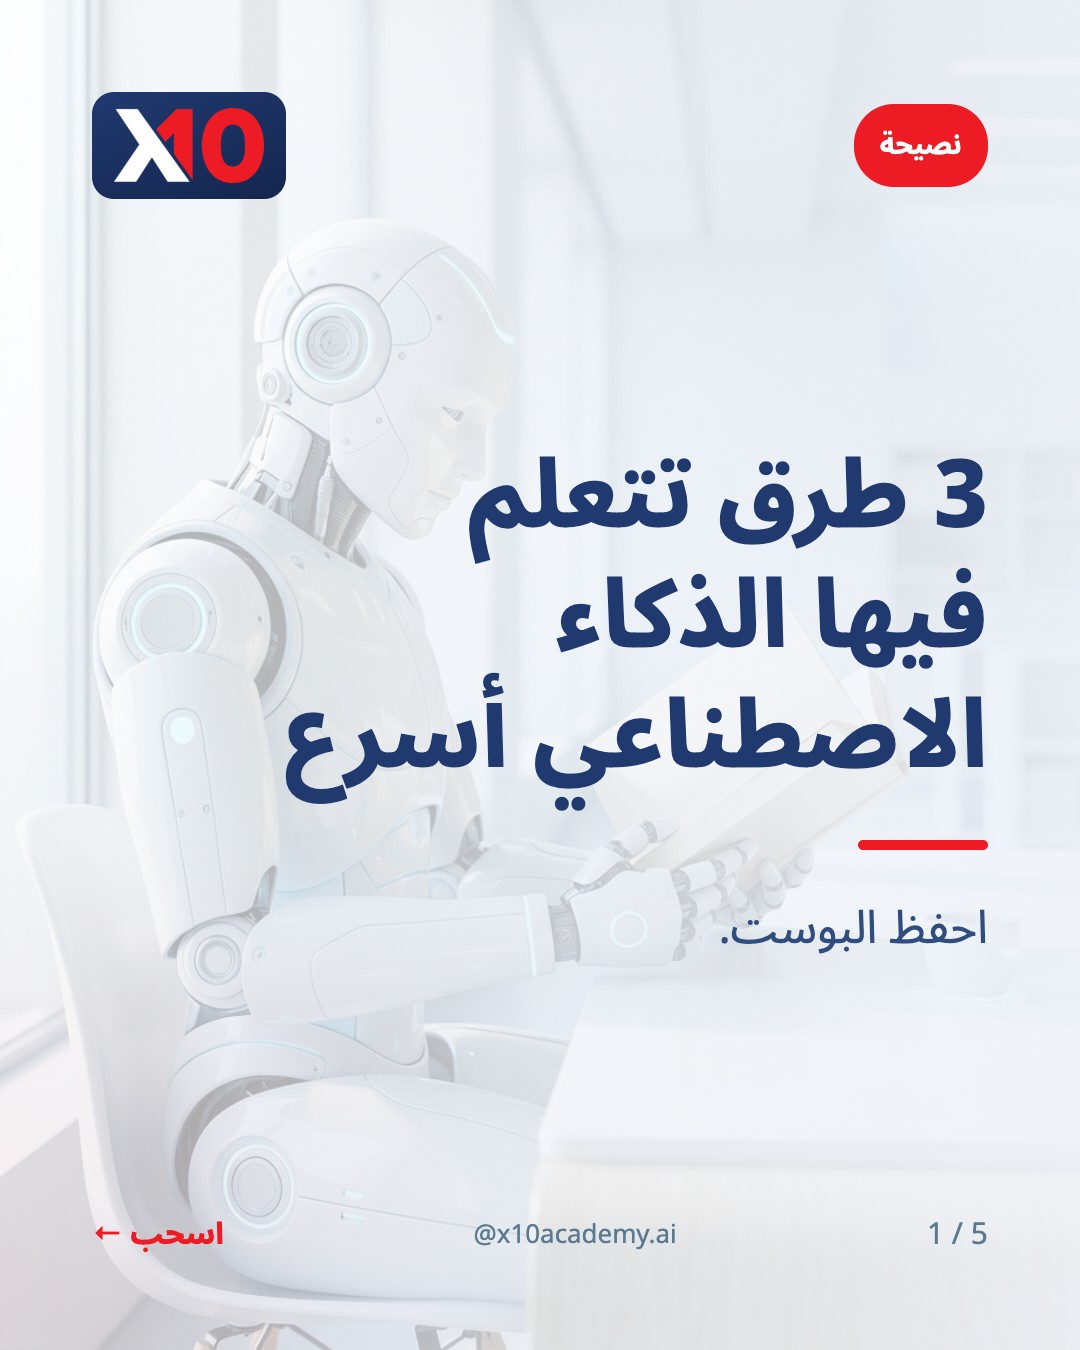 X10
نصيحة
3 طرق تتعلم
فيها الذكاء
الاصطناعي أسرع
احفظ البوست.
1 / 5
@x10academy.ai
اسحب ←